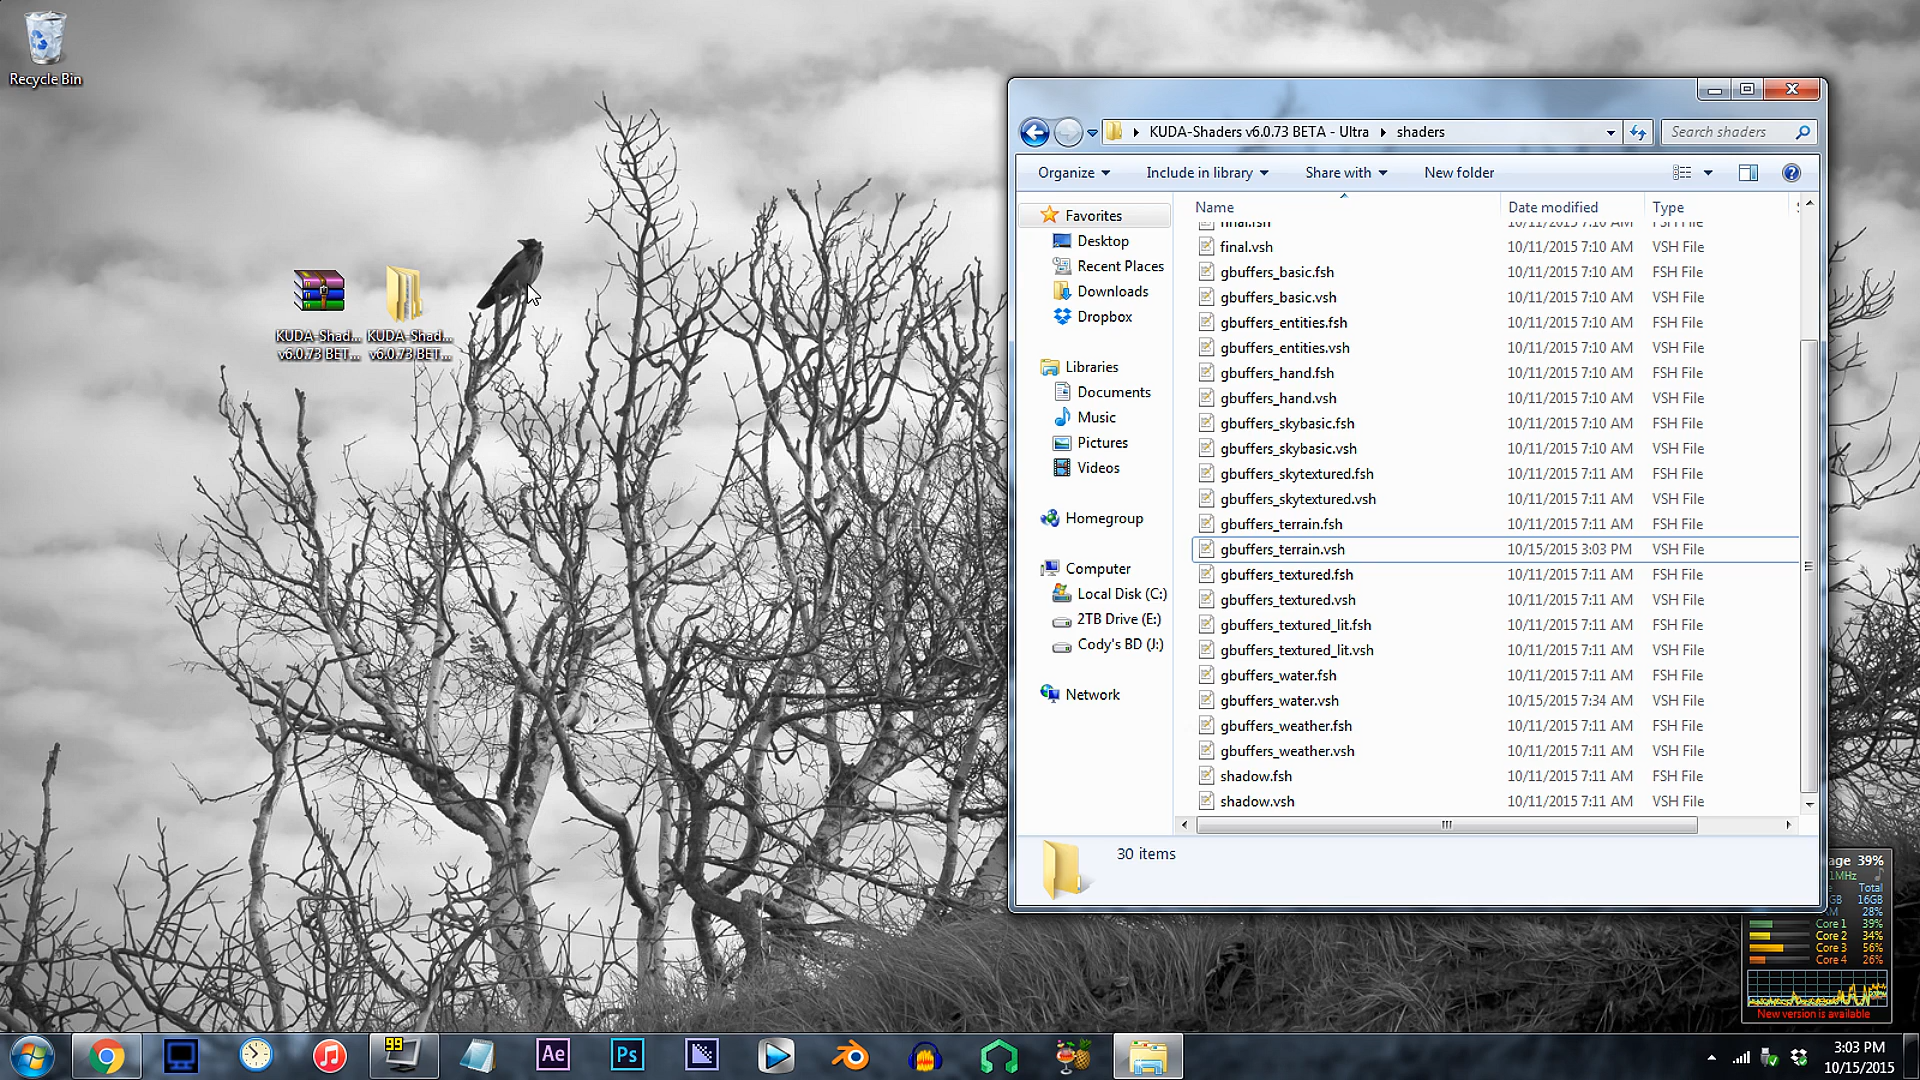 Recycle Bin
KUDA-Shad...
v6.0.73 BET...
KUDA-Shad...
v6.0.73 BET...
KUDA-Shaders v6.0.73 BETA - Ultra
shaders
Search shaders
Organize
Include in library
Share with
New folder
Favorites
Desktop
Recent Places
Downloads
Dropbox
Libraries
Documents
Music
Pictures
Videos
Homegroup
Computer
Local Disk (C:)
2TB Drive (E:)
Cody's BD (J:)
Network
Name Date modified Type
final.fsh 10/11/2015 7:10 AM FSH File
final.vsh 10/11/2015 7:10 AM VSH File
gbuffers_basic.fsh 10/11/2015 7:10 AM FSH File
gbuffers_basic.vsh 10/11/2015 7:10 AM VSH File
gbuffers_entities.fsh 10/11/2015 7:10 AM FSH File
gbuffers_entities.vsh 10/11/2015 7:10 AM VSH File
gbuffers_hand.fsh 10/11/2015 7:10 AM FSH File
gbuffers_hand.vsh 10/11/2015 7:10 AM VSH File
gbuffers_skybasic.fsh 10/11/2015 7:10 AM FSH File
gbuffers_skybasic.vsh 10/11/2015 7:10 AM VSH File
gbuffers_skytextured.fsh 10/11/2015 7:11 AM FSH File
gbuffers_skytextured.vsh 10/11/2015 7:11 AM VSH File
gbuffers_terrain.fsh 10/11/2015 7:11 AM FSH File
gbuffers_terrain.vsh 10/15/2015 3:03 PM VSH File
gbuffers_textured.fsh 10/11/2015 7:11 AM FSH File
gbuffers_textured.vsh 10/11/2015 7:11 AM VSH File
gbuffers_textured_lit.fsh 10/11/2015 7:11 AM FSH File
gbuffers_textured_lit.vsh 10/11/2015 7:11 AM VSH File
gbuffers_water.fsh 10/11/2015 7:11 AM FSH File
gbuffers_water.vsh 10/15/2015 7:34 AM VSH File
gbuffers_weather.fsh 10/11/2015 7:11 AM FSH File
gbuffers_weather.vsh 10/11/2015 7:11 AM VSH File
shadow.fsh 10/11/2015 7:11 AM FSH File
shadow.vsh 10/11/2015 7:11 AM VSH File
30 items
age 39%
1MHz
Total
GB 16GB
28%
Core 1 39%
Core 2 34%
Core 3 56%
Core 4 26%
New version is available
99
Ae
Ps
3:03 PM
10/15/2015